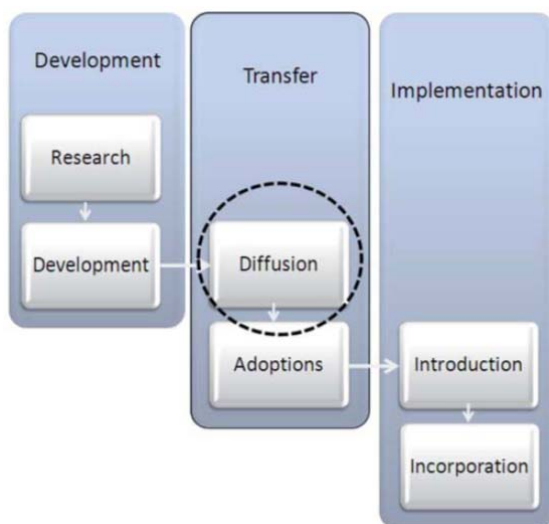 Development
Research
Development
Transfer
Diffusion
Adoptions
Implementation
Introduction
Incorporation